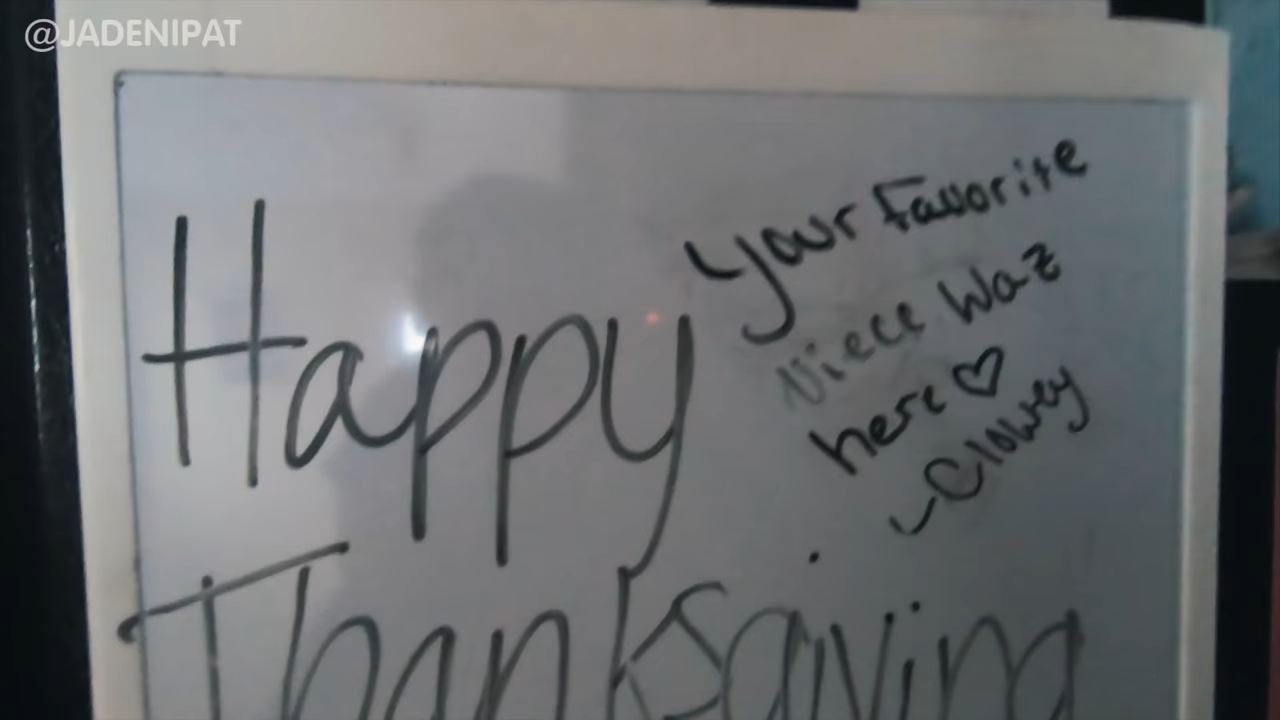 @JADENIPAT
Happy
Thanksgiving
Your Favorite
Niece Waz
here♡
~Clowey